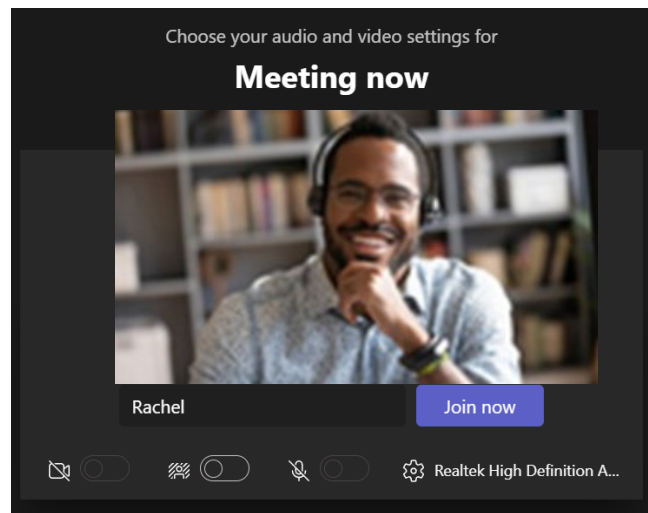 Choose your audio and video settings for
Meeting now
Rachel
Join now
Realtek High Definition A...